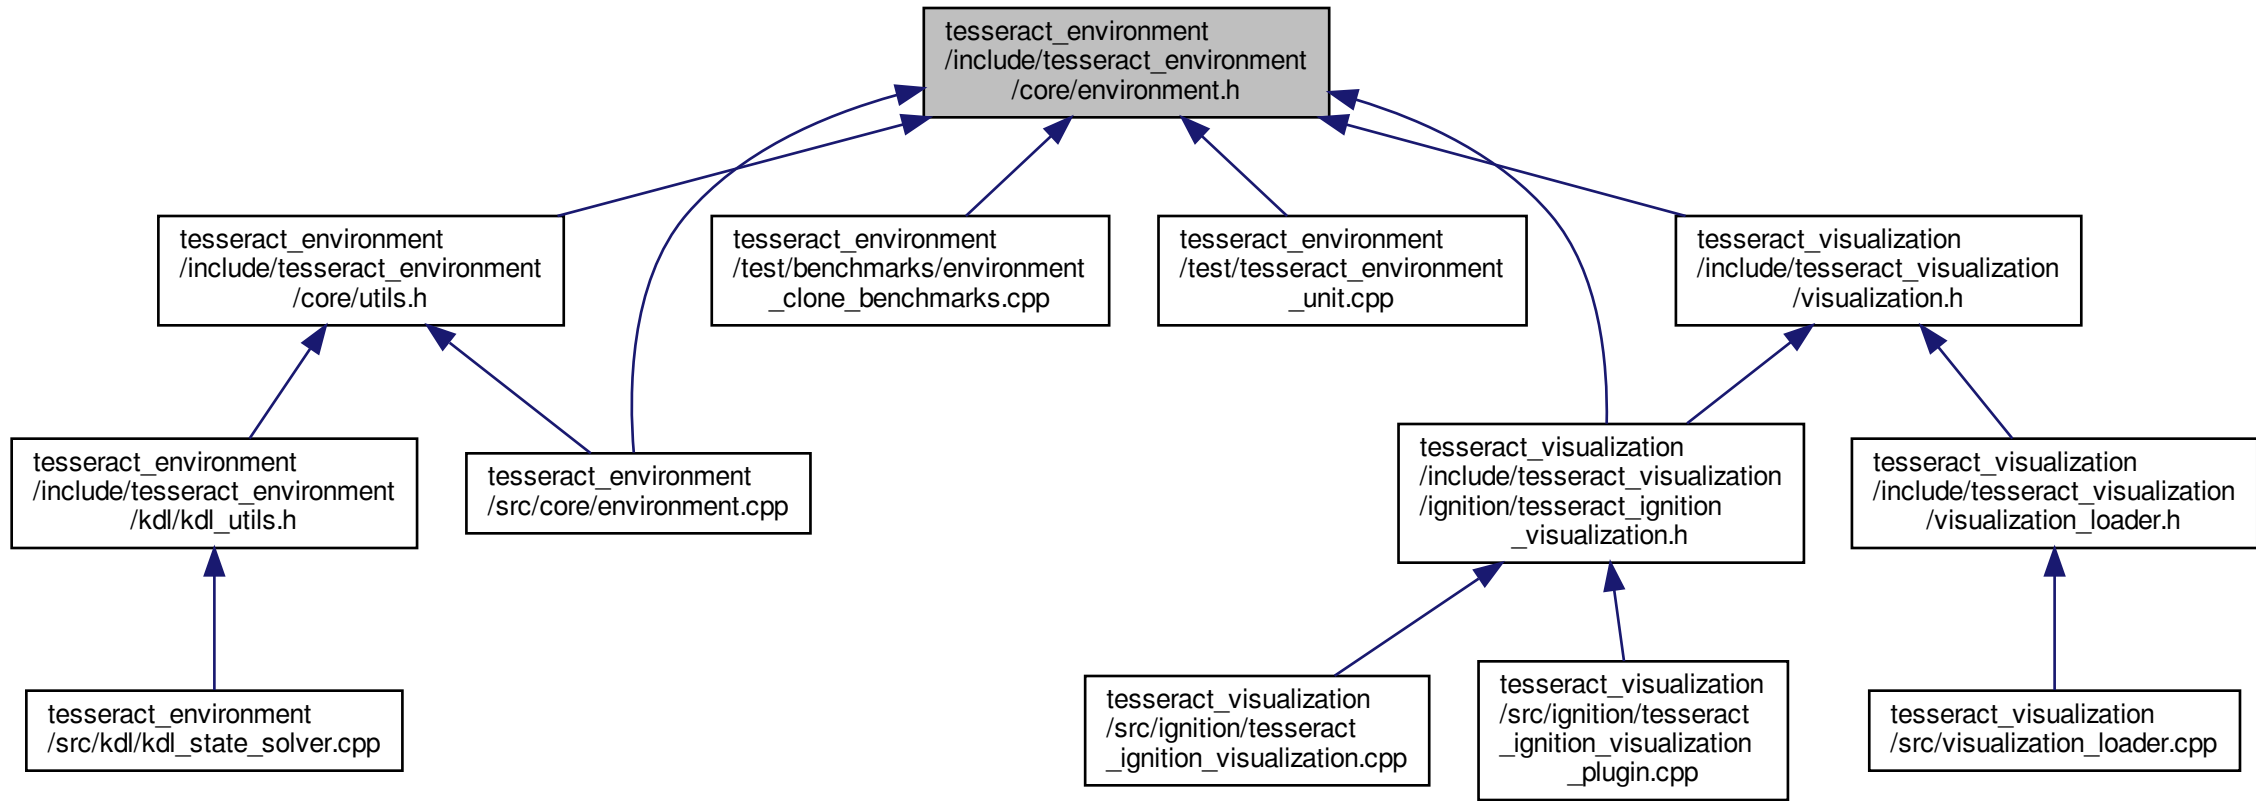 tesseract_environment
/include/tesseract_environment
/core/environment.h
tesseract_environment
/include/tesseract_environment
/core/utils.h
tesseract_environment
/test/benchmarks/environment
_clone_benchmarks.cpp
tesseract_environment
/test/tesseract_environment
_unit.cpp
tesseract_visualization
/include/tesseract_visualization
/visualization.h
tesseract_environment
/include/tesseract_environment
/kdl/kdl_utils.h
tesseract_environment
/src/core/environment.cpp
tesseract_visualization
/include/tesseract_visualization
/ignition/tesseract_ignition
_visualization.h
tesseract_visualization
/include/tesseract_visualization
/visualization_loader.h
tesseract_environment
/src/kdl/kdl_state_solver.cpp
tesseract_visualization
/src/ignition/tesseract
_ignition_visualization.cpp
tesseract_visualization
/src/ignition/tesseract
_ignition_visualization
_plugin.cpp
tesseract_visualization
/src/visualization_loader.cpp